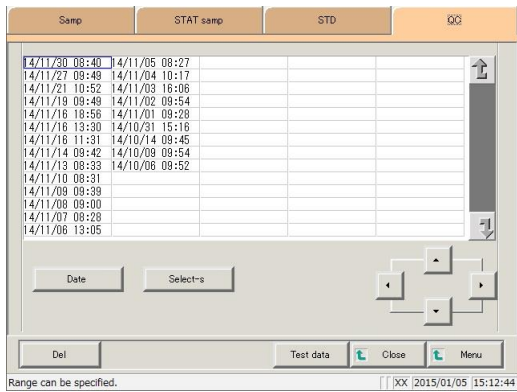 Samp STAT samp STD QC
14/11/30 08:40 14/11/05 08:27
14/11/27 09:49 14/11/04 10:17
14/11/21 10:52 14/11/03 16:06
14/11/19 09:49 14/11/02 09:54
14/11/16 18:56 14/11/01 09:28
14/11/16 13:30 14/10/31 15:16
14/11/16 11:31 14/10/14 09:45
14/11/14 09:42 14/10/09 09:54
14/11/13 08:33 14/10/06 09:52
14/11/10 08:31
14/11/09 09:39
14/11/08 09:00
14/11/07 08:28
14/11/06 13:05
Date Select-s
Del Test data Close Menu
Range can be specified. XX 2015/01/05 15:12:44